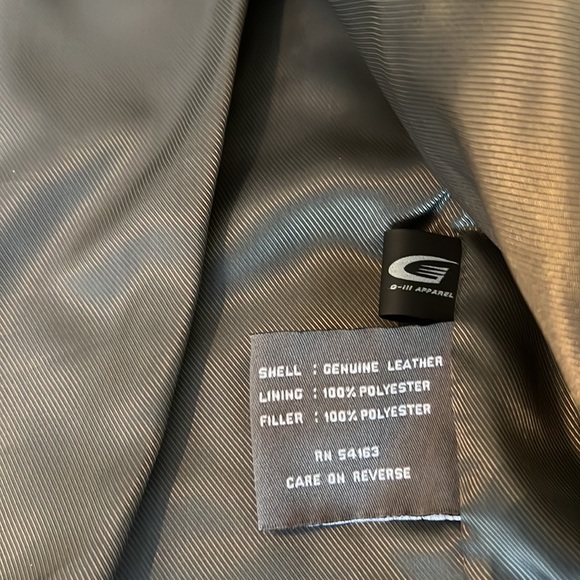 G-III APPAREL
SHELL : GENUINE LEATHER
LINING : 100% POLYESTER
FILLER : 100% POLYESTER
RN 54163
CARE ON REVERSE